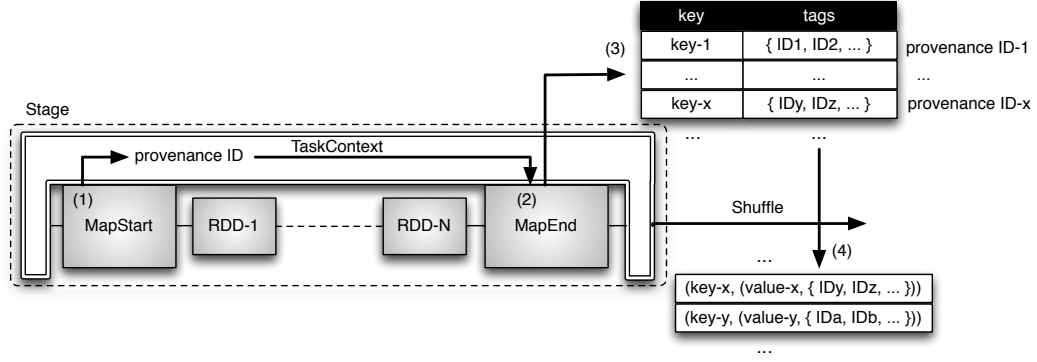 key tags
(3) key-1 { ID1, ID2, ... } provenance ID-1
... ... ...
key-x { IDy, IDz, ... } provenance ID-x
Stage
... ...
provenance ID TaskContext
(1) (2)
MapStart RDD-1 RDD-N MapEnd
Shuffle
... (4)
(key-x, (value-x, { IDy, IDz, ... }))
(key-y, (value-y, { IDa, IDb, ... }))
...